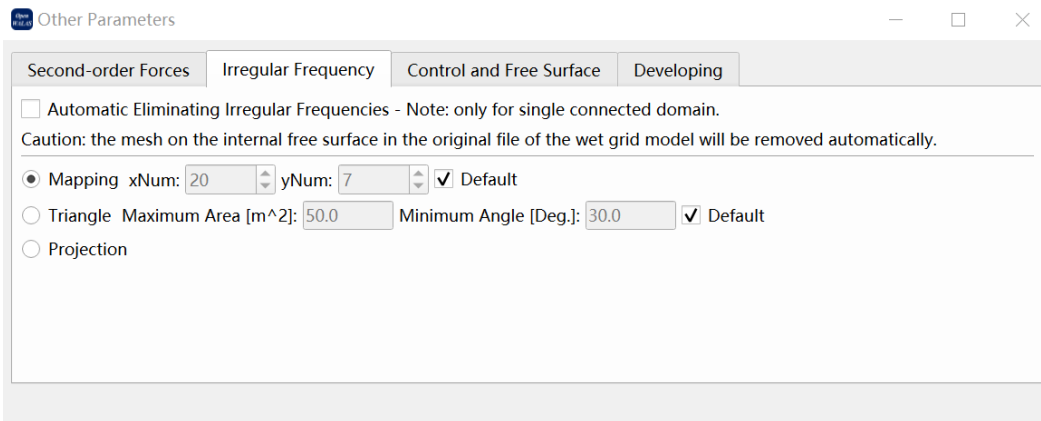 Open
WALAS
Other Parameters
Second-order Forces Irregular Frequency Control and Free Surface Developing
Automatic Eliminating Irregular Frequencies - Note: only for single connected domain.
Caution: the mesh on the internal free surface in the original file of the wet grid model will be removed automatically.
Mapping xNum: 20 yNum: 7 Default
Triangle Maximum Area [m^2]: 50.0 Minimum Angle [Deg.]: 30.0 Default
Projection